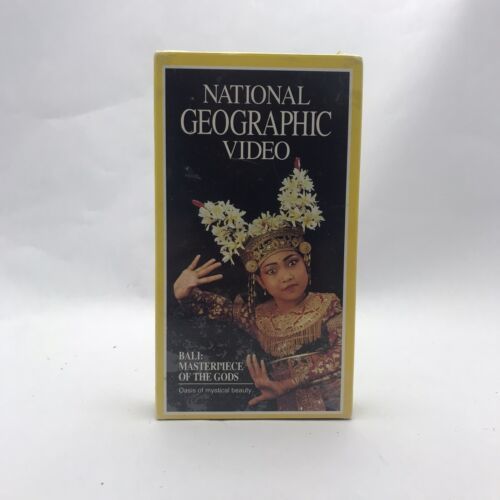 NATIONAL
GEOGRAPHIC
VIDEO
BALI:
MASTERPIECE
OF THE GODS
Oasis of mystical beauty